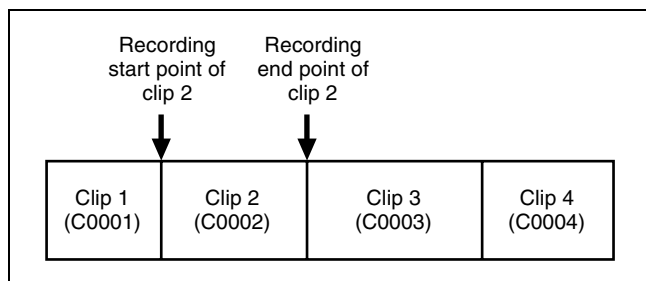 Recording
start point of
clip 2
Recording
end point of
clip 2
Clip 1
(C0001)
Clip 2
(C0002)
Clip 3
(C0003)
Clip 4
(C0004)